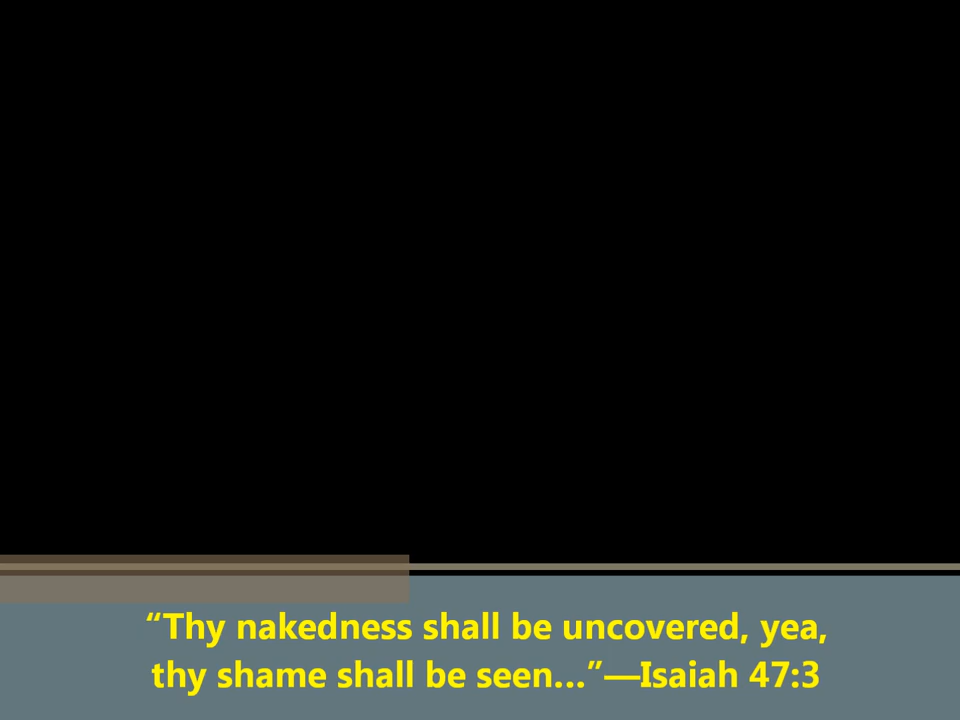 “Thy nakedness shall be uncovered, yea,
thy shame shall be seen…”—Isaiah 47:3